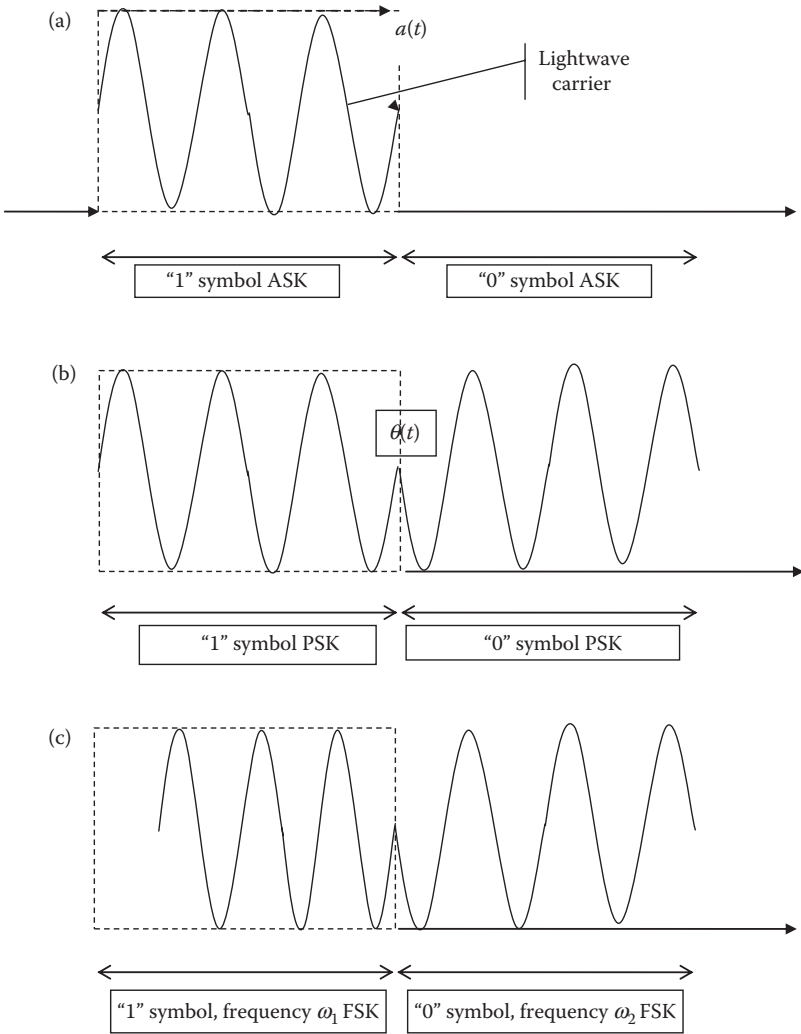 (a)
a(t)
Lightwave
carrier
“1” symbol ASK
“0” symbol ASK
(b)
θ(t)
“1” symbol PSK
“0” symbol PSK
(c)
“1” symbol, frequency ω₁ FSK
“0” symbol, frequency ω₂ FSK